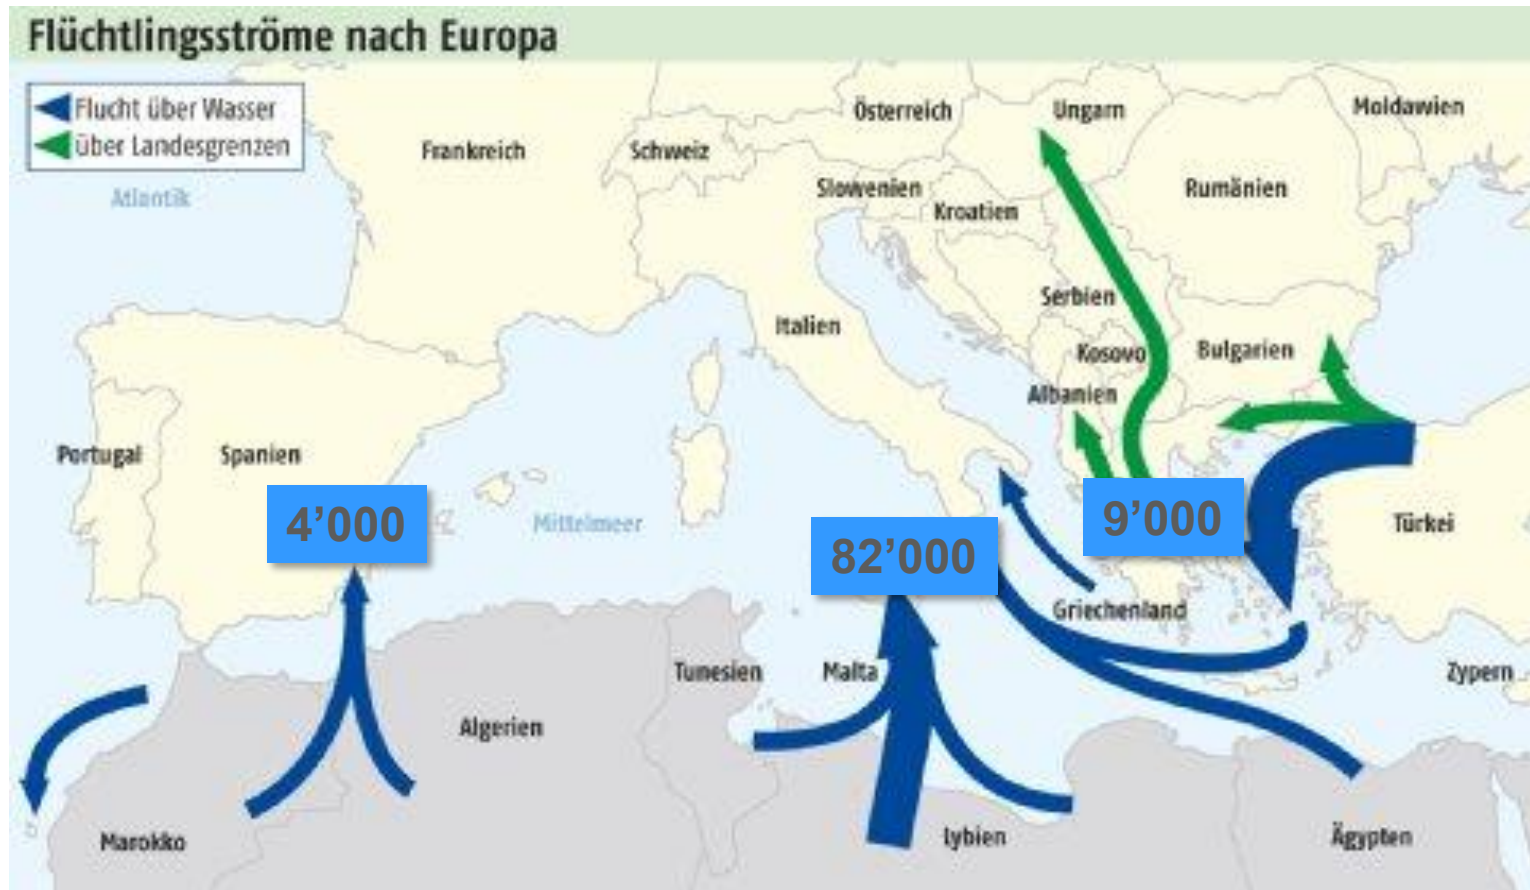 Flüchtlingsströme nach Europa
Flucht über Wasser
über Landesgrenzen
Atlantik
Frankreich
Schweiz
Österreich
Ungarn
Moldawien
Slowenien
Kroatien
Rumänien
Serbien
Italien
Kosovo
Bulgarien
Albanien
Portugal
Spanien
4’000
Mittelmeer
82’000
9’000
Türkei
Griechenland
Tunesien
Malta
Zypern
Algerien
Marokko
Lybien
Ägypten